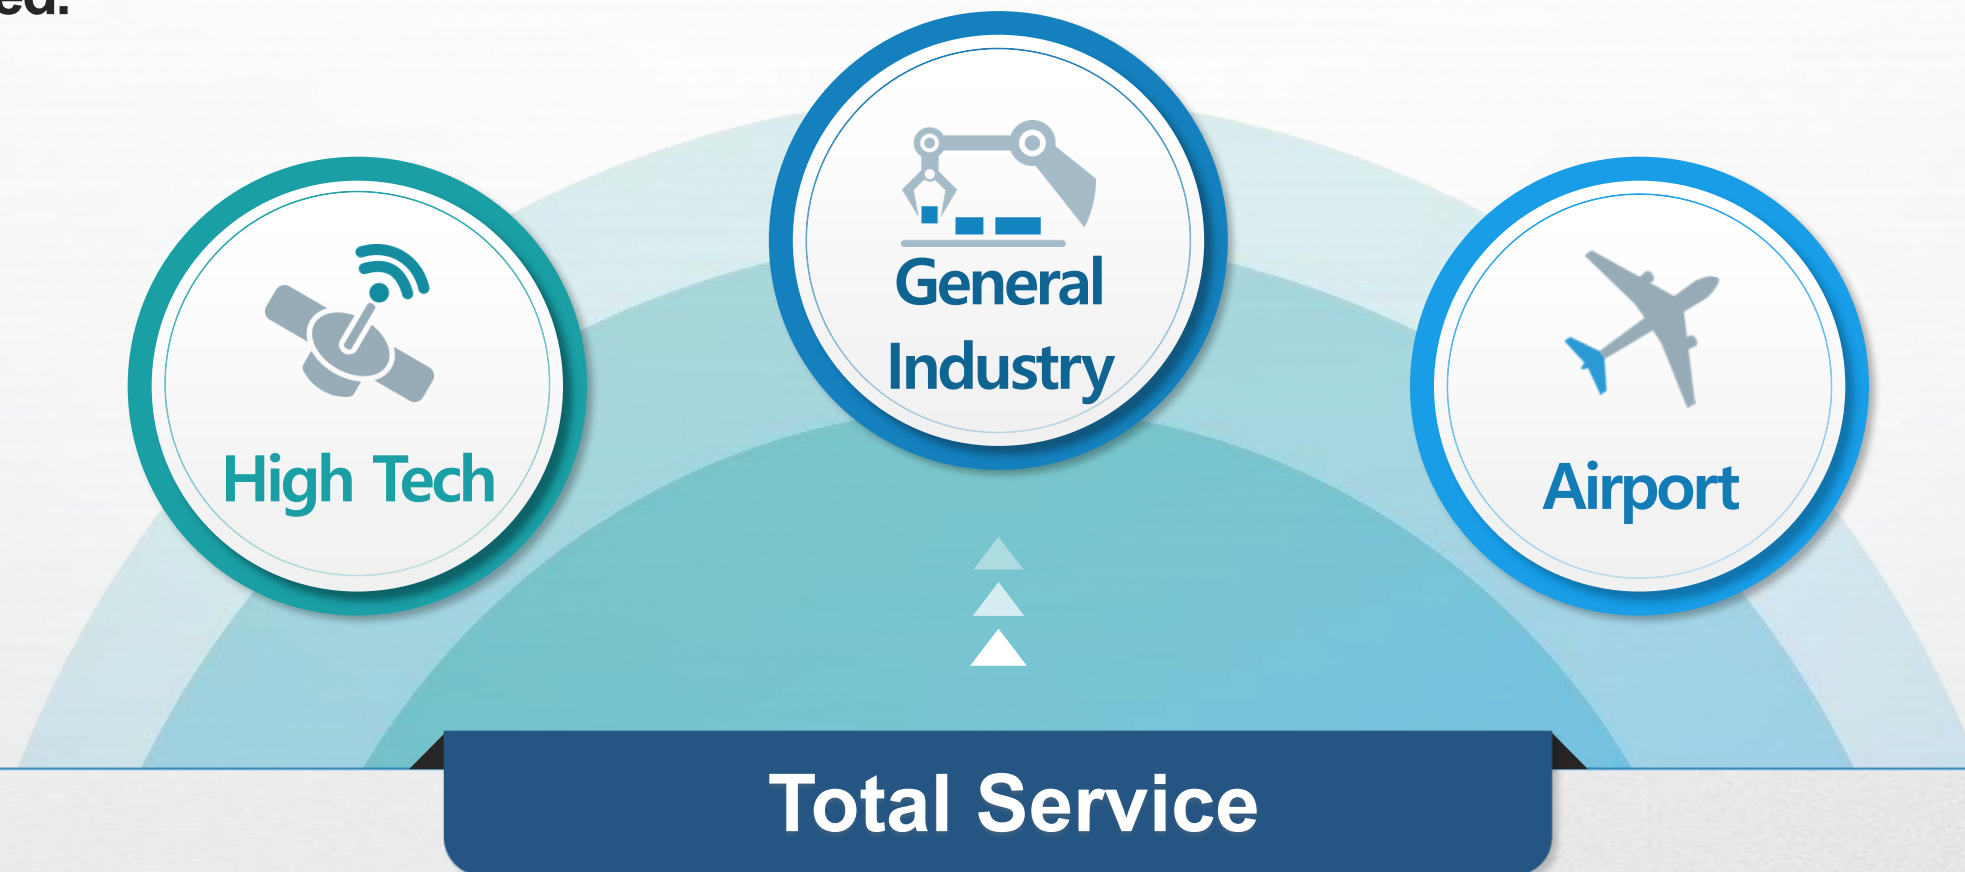 General
Industry
High Tech
Airport
Total Service